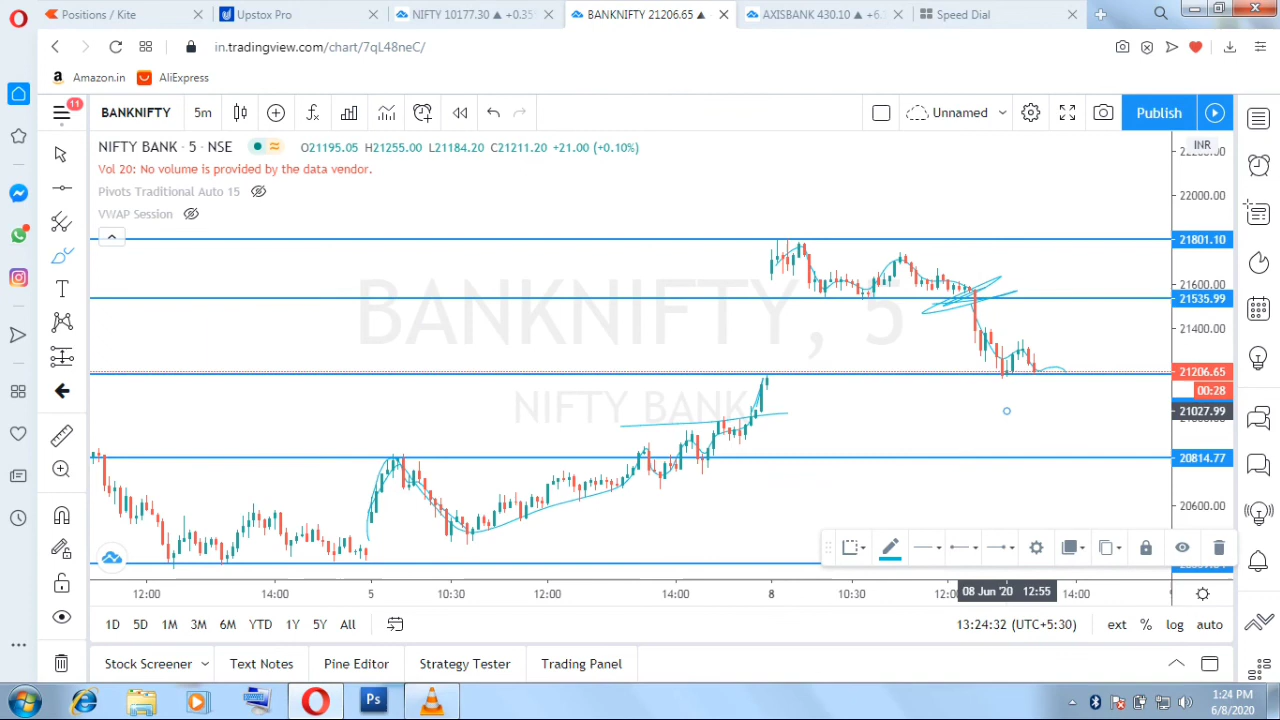 Positions / Kite
Upstox Pro
NIFTY 10177.30 ▲ +0.35
BANKNIFTY 21206.65 ▲
AXISBANK 430.10 ▲ +6.
Speed Dial
in.tradingview.com/chart/7qL48neC/
Amazon.in
AliExpress
11
BANKNIFTY
5m
Unnamed
Publish
NIFTY BANK · 5 · NSE
O21195.05 H21255.00 L21184.20 C21211.20 +21.00 (+0.10%)
INR
Vol 20: No volume is provided by the data vendor.
Pivots Traditional Auto 15
VWAP Session
22000.00
21801.10
21600.00
21535.99
21400.00
21206.65
00:28
21027.99
20814.77
20600.00
BANKNIFTY, 5
NIFTY BANK
12:00
14:00
5
10:30
12:00
14:00
8
10:30
08 Jun '20 12:55
14:00
1D 5D 1M 3M 6M YTD 1Y 5Y All
13:24:32 (UTC+5:30)
ext % log auto
Stock Screener
Text Notes
Pine Editor
Strategy Tester
Trading Panel
Ps
1:24 PM
6/8/2020